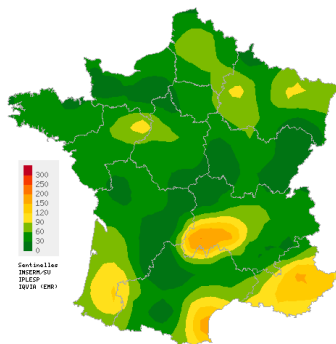 300
250
200
150
120
90
60
30
0
Sentinelles
INSERM/SU
IPLESP
IQVIA (EMR)